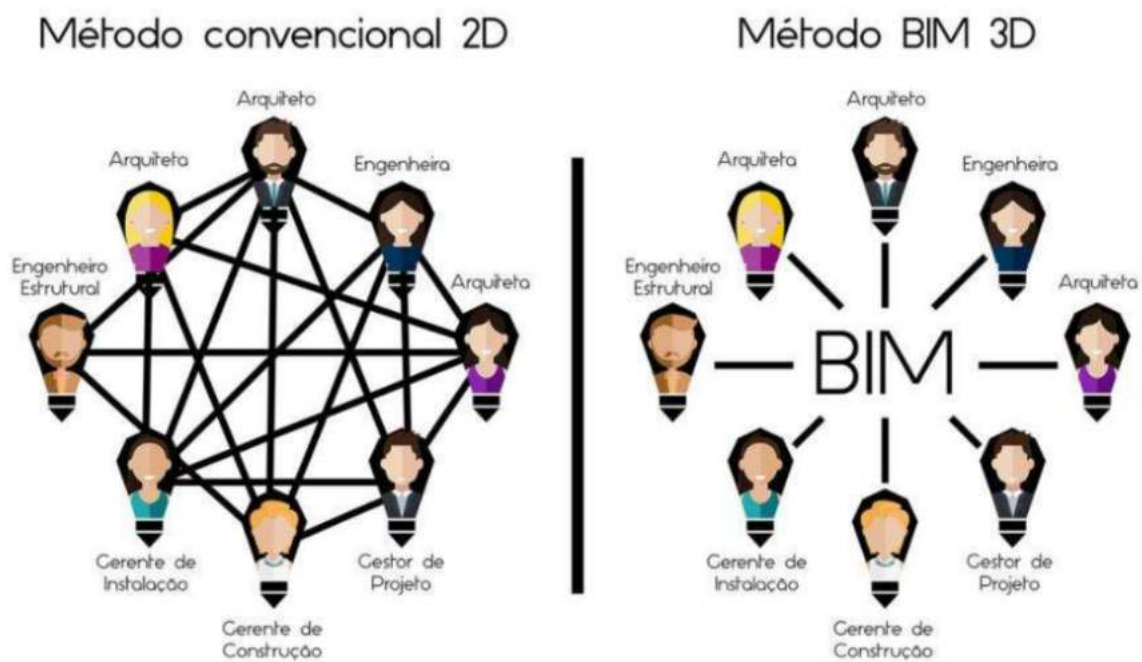 Método convencional 2D
Arquiteto
Arquiteta
Engenheira
Engenheiro
Estrutural
Arquiteta
Gerente de
Instalação
Gestor de
Projeto
Gerente de
Construção
Método BIM 3D
Arquiteto
Arquiteta
Engenheira
Engenheiro
Estrutural
Arquiteta
BIM
Gerente de
Instalação
Gestor de
Projeto
Gerente de
Construção